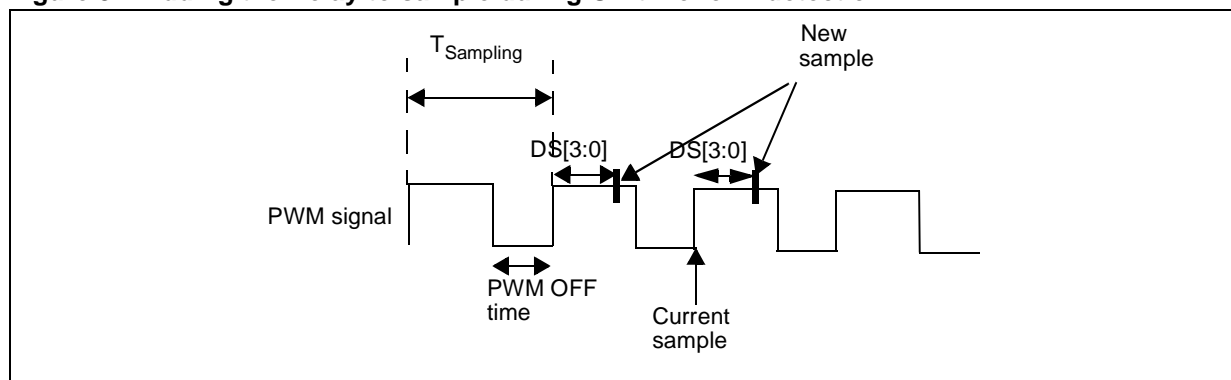 T_Sampling
New
sample
DS[3:0]
DS[3:0]
PWM signal
PWM OFF
time
Current
sample